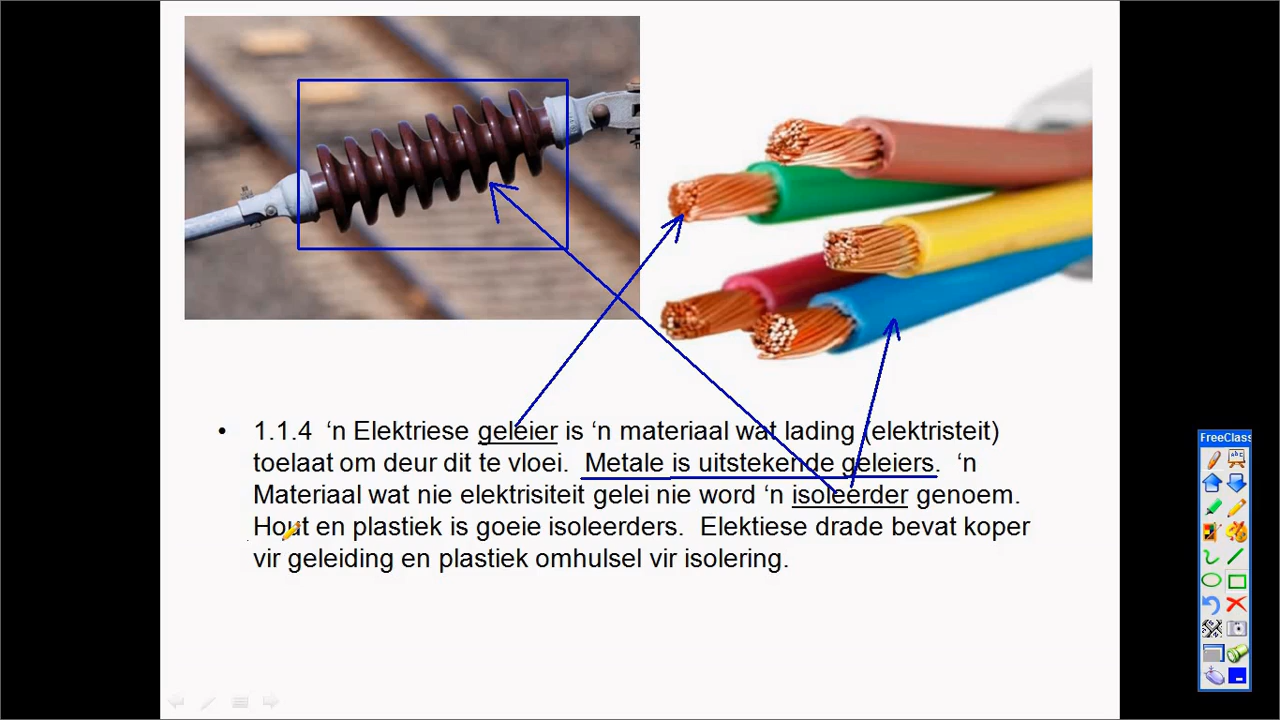 FreeClass
• 1.1.4 ‘n Elektriese geleier is ‘n materiaal wat lading (elektristeit)
toelaat om deur dit te vloei. Metale is uitstekende geleiers. ‘n
Materiaal wat nie elektrisiteit gelei nie word ‘n isoleerder genoem.
Hout en plastiek is goeie isoleerders. Elektiese drade bevat koper
vir geleiding en plastiek omhulsel vir isolering.